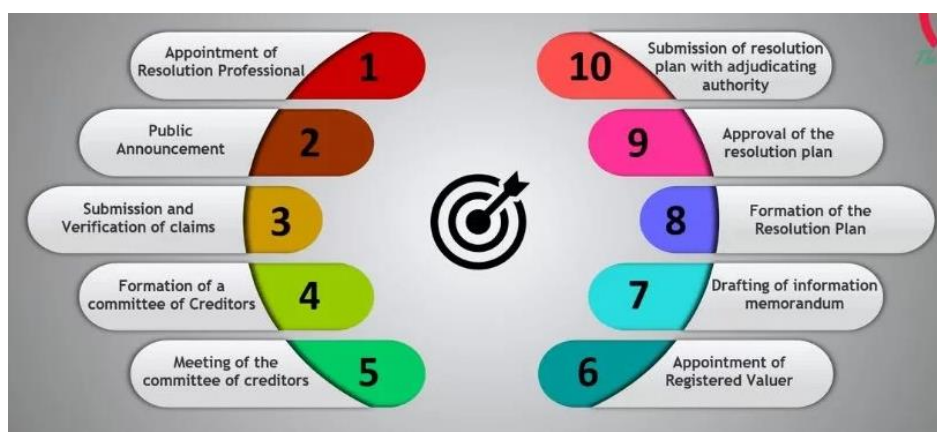 1
Appointment of
Resolution Professional
2
Public
Announcement
3
Submission and
Verification of claims
4
Formation of a
committee of Creditors
5
Meeting of the
committee of creditors
6
Appointment of
Registered Valuer
7
Drafting of information
memorandum
8
Formation of the
Resolution Plan
9
Approval of the
resolution plan
10
Submission of resolution
plan with adjudicating
authority